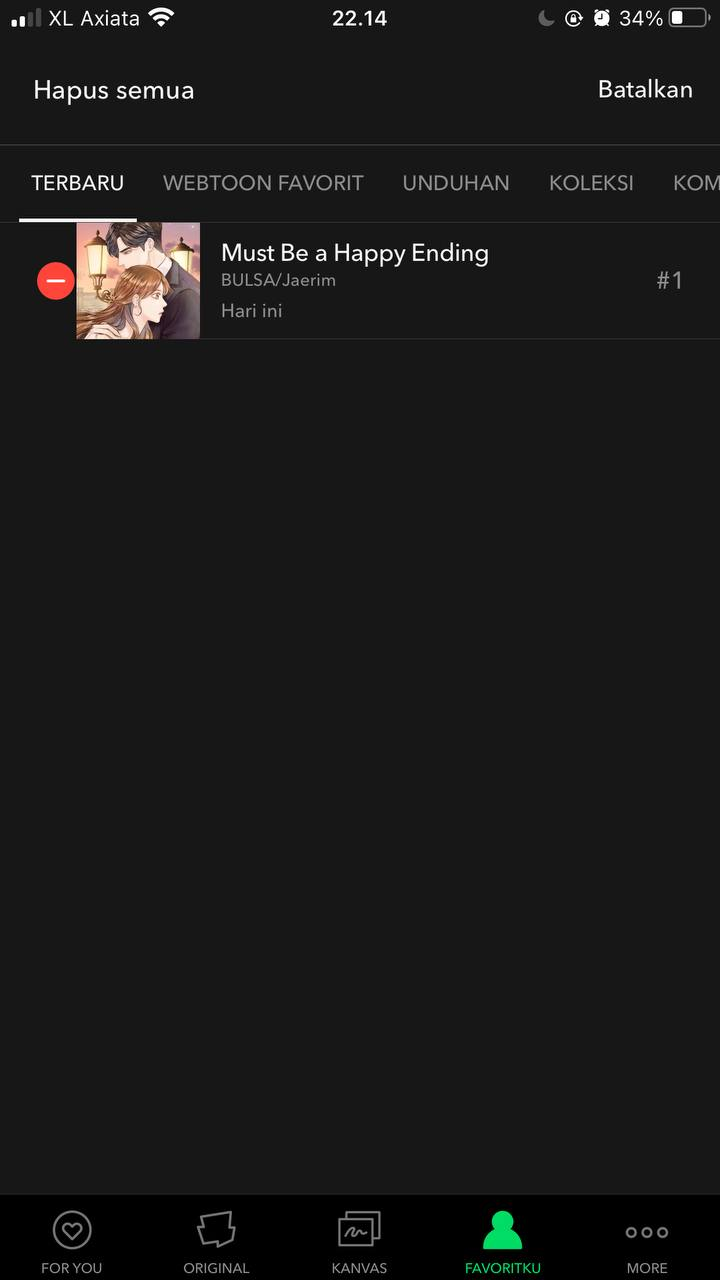 XL Axiata 22.14 34%
Hapus semua Batalkan
TERBARU WEBTOON FAVORIT UNDUHAN KOLEKSI KOM
Must Be a Happy Ending
BULSA/Jaerim #1
Hari ini
FOR YOU ORIGINAL KANVAS FAVORITKU MORE